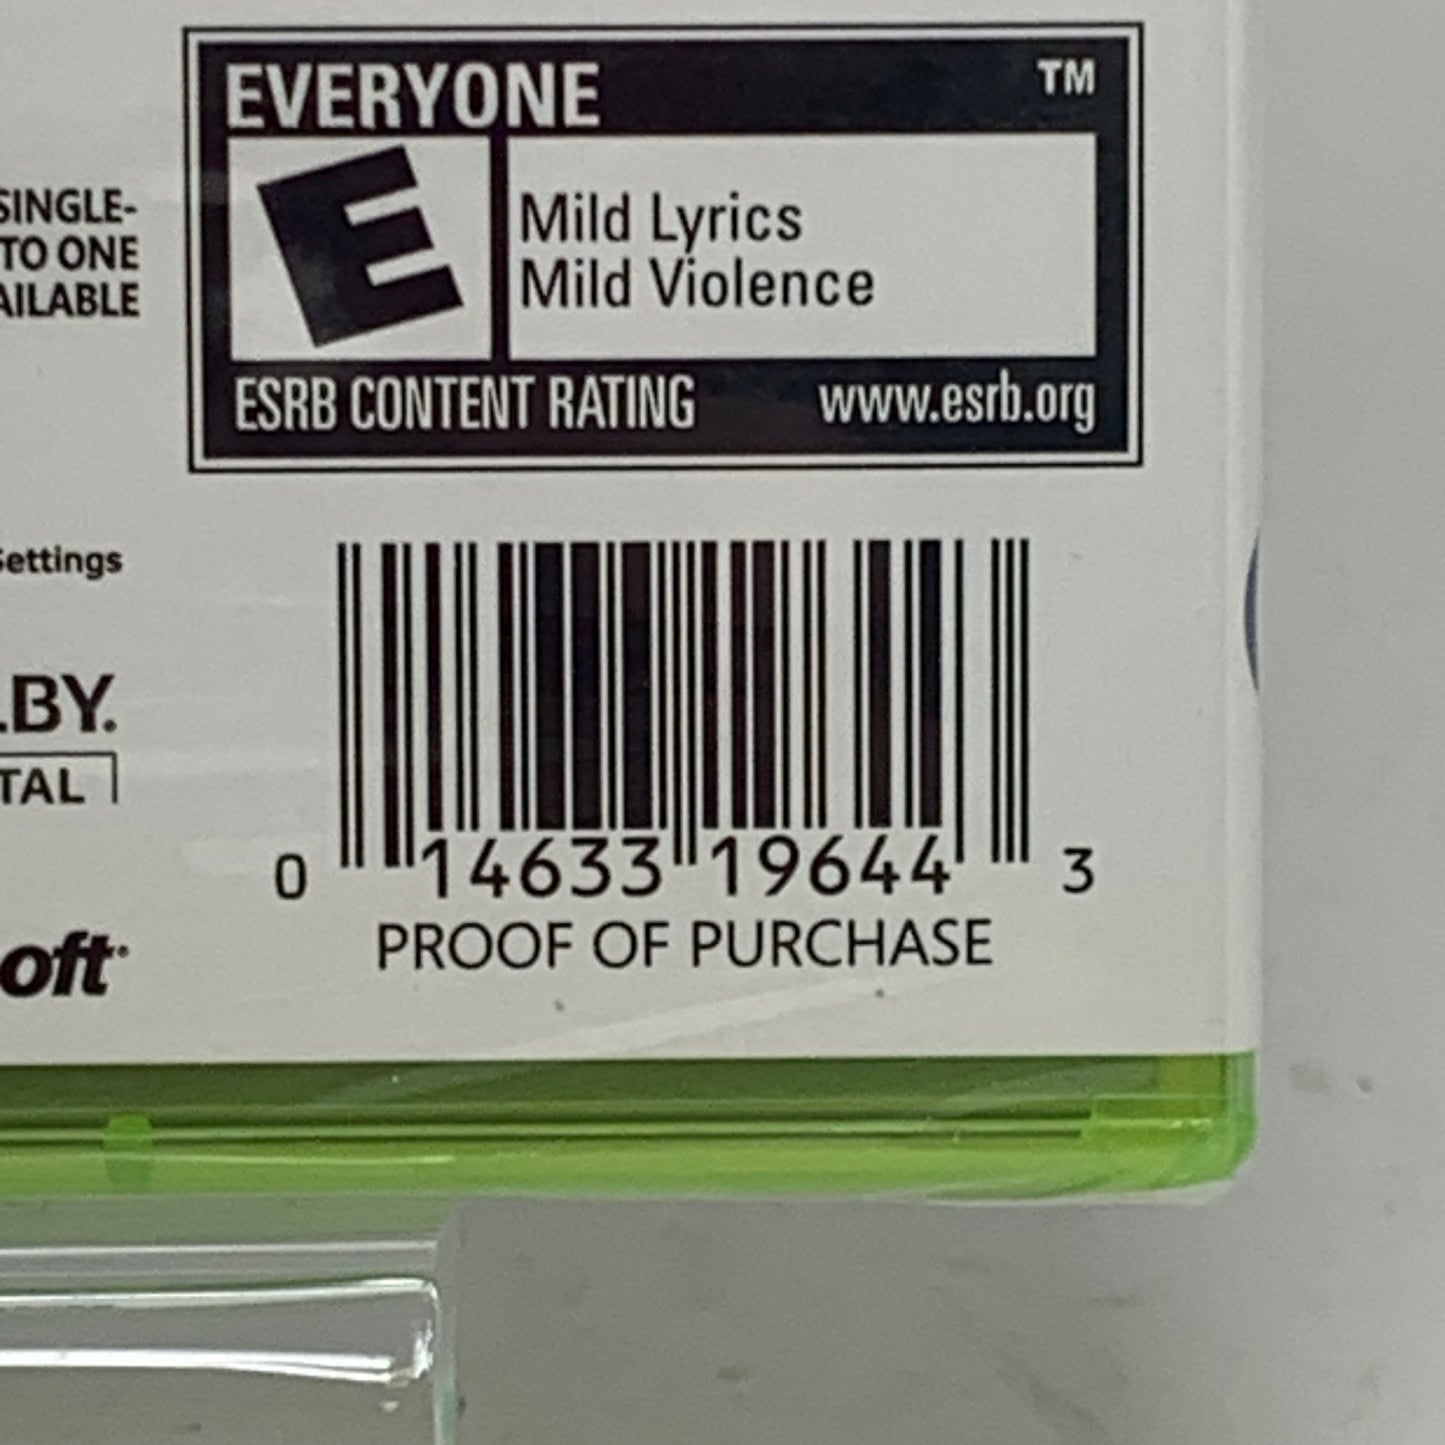 EVERYONE TM
E
Mild Lyrics
Mild Violence
ESRB CONTENT RATING www.esrb.org
SINGLE-
TO ONE
AILABLE
Settings
LBY.
TAL
oft
0 14633 19644 3
PROOF OF PURCHASE